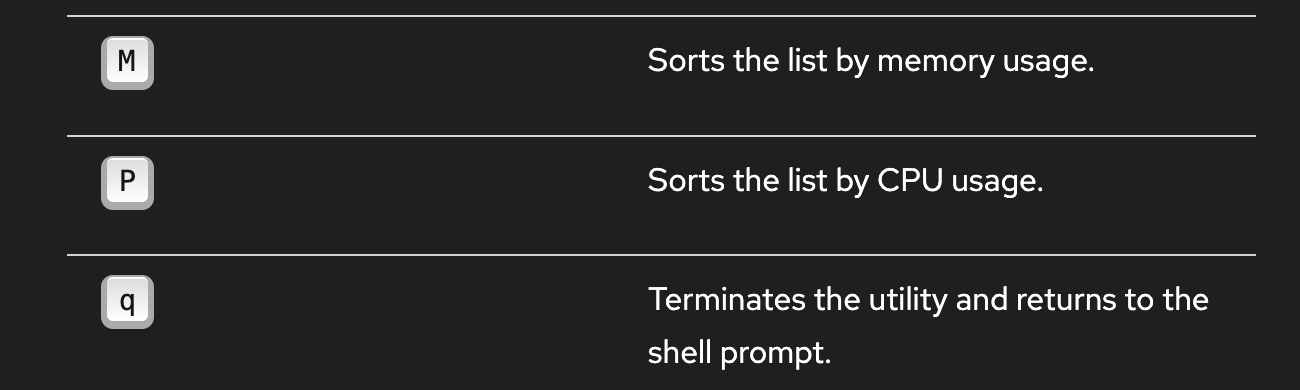 M Sorts the list by memory usage.
P Sorts the list by CPU usage.
q Terminates the utility and returns to the
shell prompt.